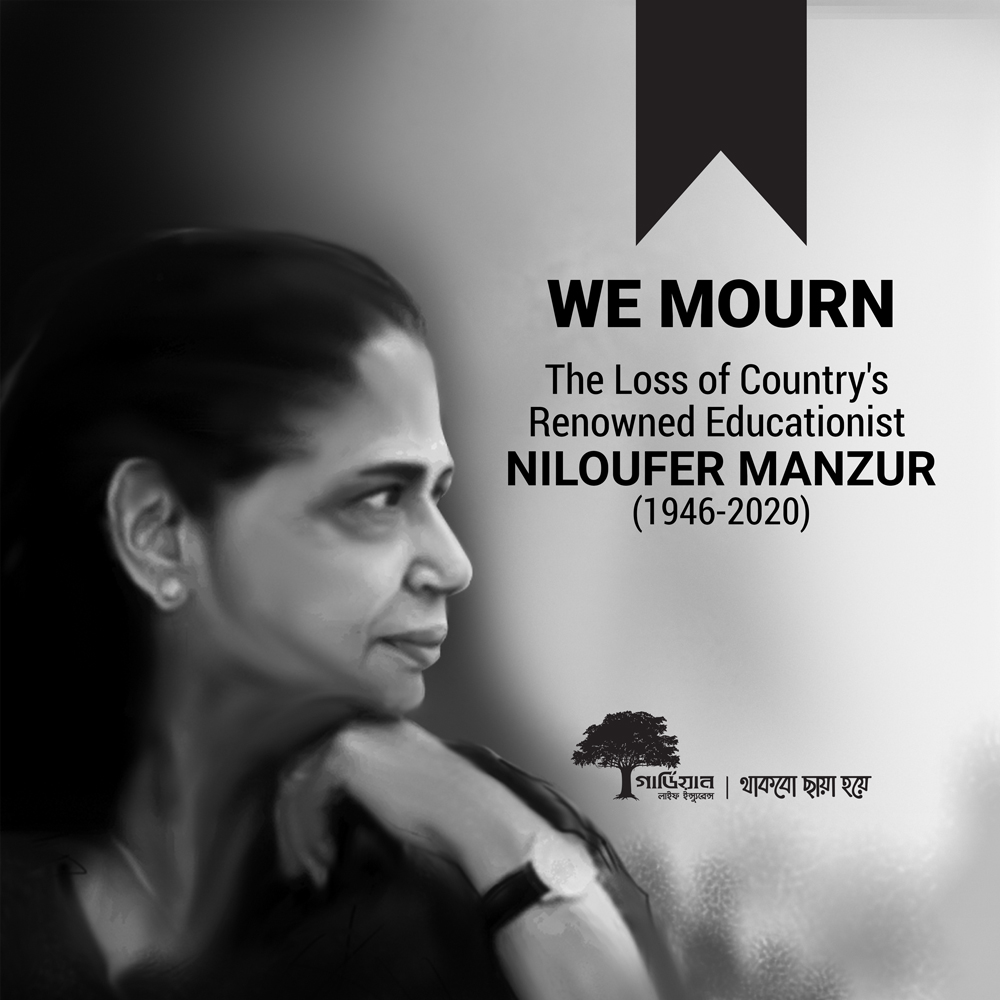 WE MOURN
The Loss of Country's
Renowned Educationist
NILOUFER MANZUR
(1946-2020)
গার্ডিয়ান
লাইফ ইন্স্যুরেন্স
থাকবো ছায়া হয়ে